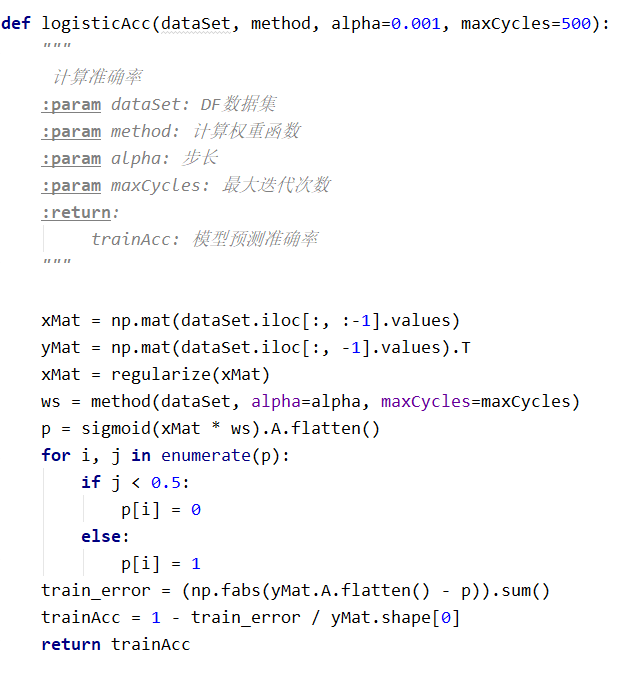 def logisticAcc(dataSet, method, alpha=0.001, maxCycles=500):
    """
     计算准确率
    :param dataSet: DF数据集
    :param method: 计算权重函数
    :param alpha: 步长
    :param maxCycles: 最大迭代次数
    :return:
         trainAcc: 模型预测准确率
    """

    xMat = np.mat(dataSet.iloc[:, :-1].values)
    yMat = np.mat(dataSet.iloc[:, -1].values).T
    xMat = regularize(xMat)
    ws = method(dataSet, alpha=alpha, maxCycles=maxCycles)
    p = sigmoid(xMat * ws).A.flatten()
    for i, j in enumerate(p):
        if j < 0.5:
            p[i] = 0
        else:
            p[i] = 1
    train_error = (np.fabs(yMat.A.flatten() - p)).sum()
    trainAcc = 1 - train_error / yMat.shape[0]
    return trainAcc